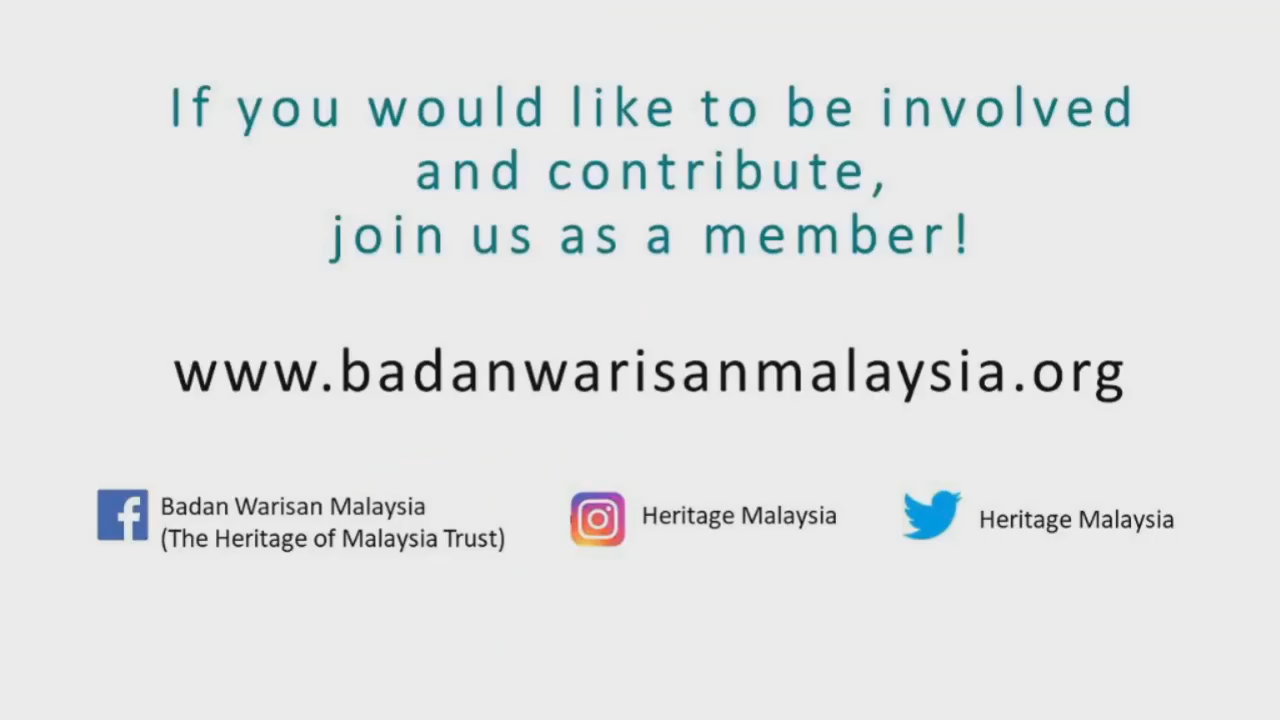 If you would like to be involved
and contribute,
join us as a member!
www.badanwarisanmalaysia.org
Badan Warisan Malaysia
(The Heritage of Malaysia Trust)
Heritage Malaysia
Heritage Malaysia